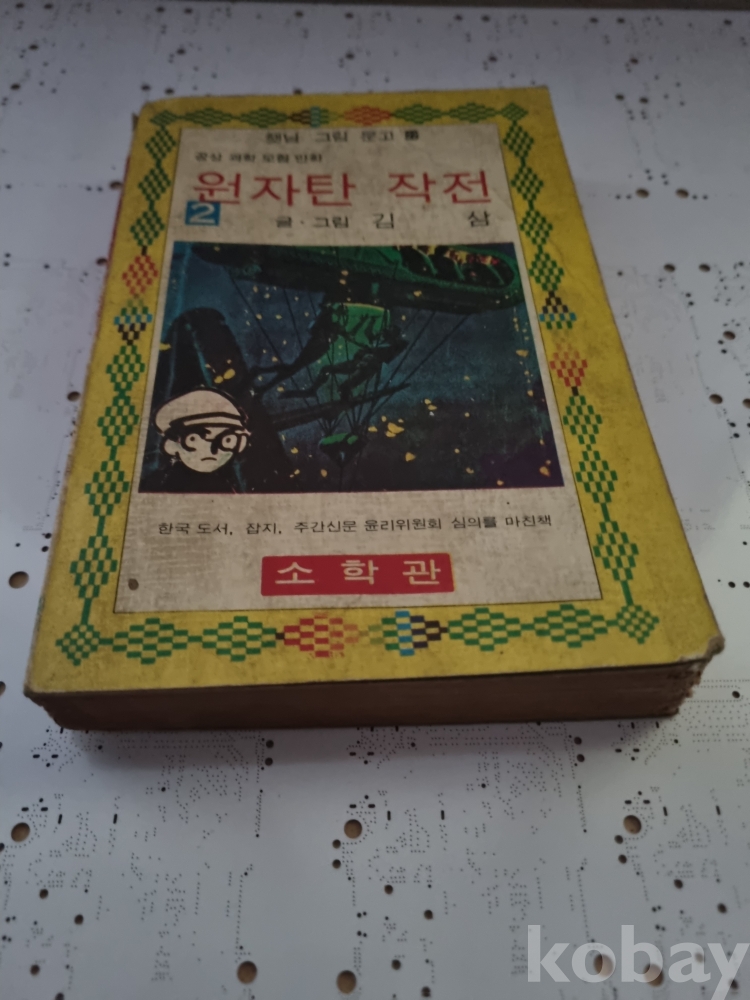 햇님 그림 문고
공상 과학 모험 만화
원자탄 작전
2 글·그림 김 삼
한국 도서, 잡지, 주간신문 윤리위원회 심의를 마친책
소 학 관
kobay